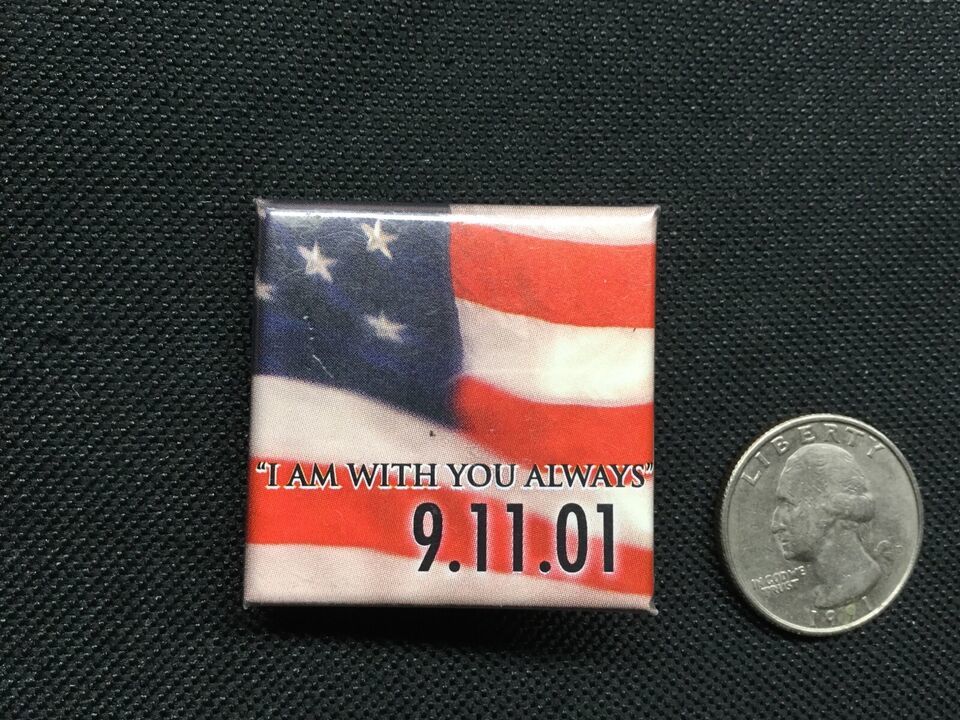 "I AM WITH YOU ALWAYS"
9.11.01
LIBERTY
IN GOD WE
TRUST